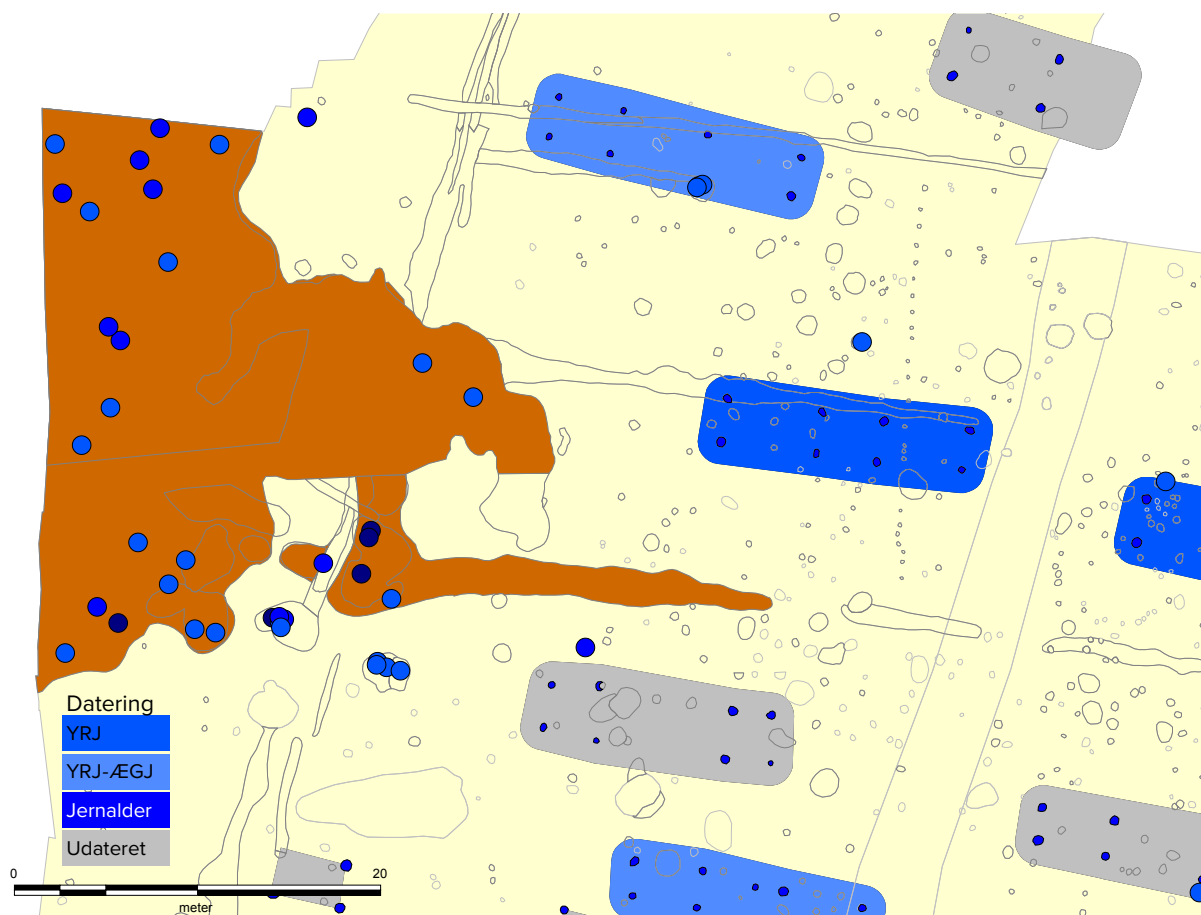 Datering
YRJ
YRJ-ÆGJ
Jernalder
Udateret
0 20
meter